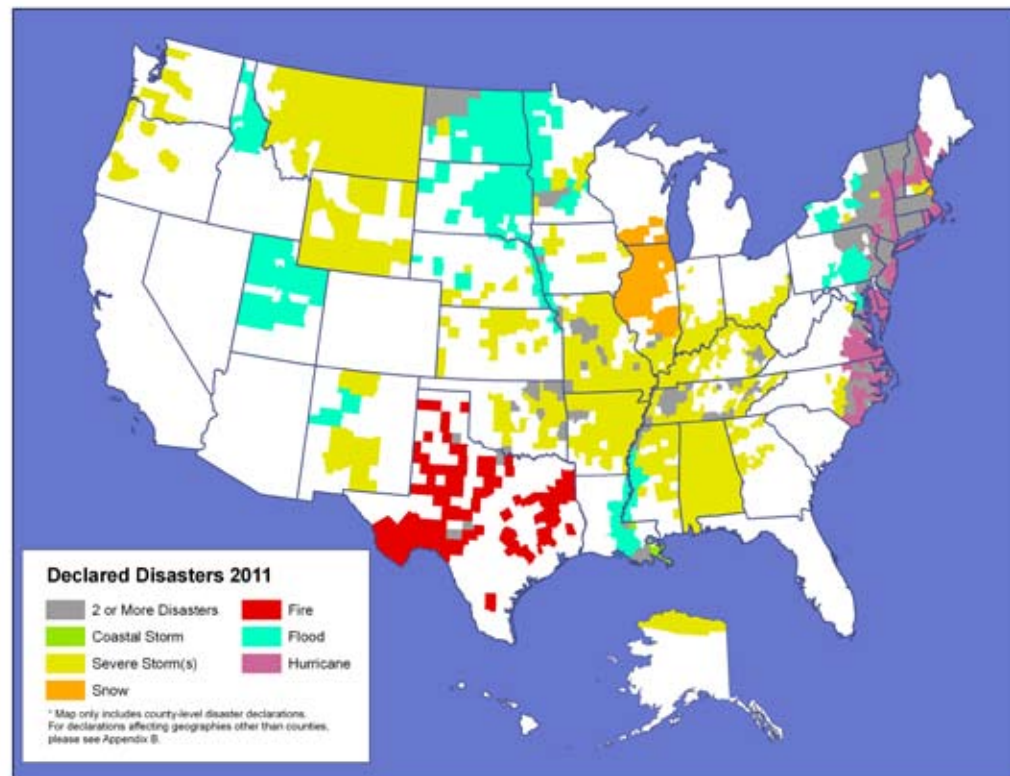 Declared Disasters 2011
2 or More Disasters
Coastal Storm
Severe Storm(s)
Snow
Fire
Flood
Hurricane
* Map only includes county-level disaster declarations.
For declarations affecting geographies other than counties,
please see Appendix B.